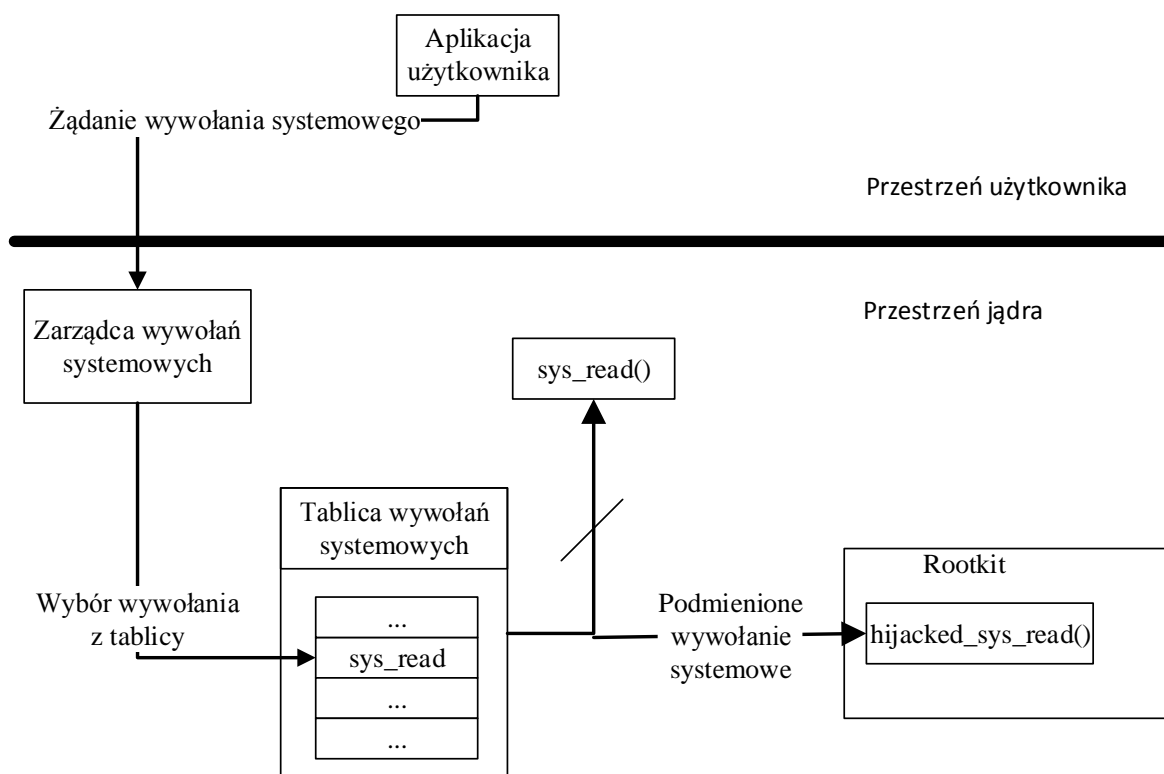 Aplikacja
użytkownika
Żądanie wywołania systemowego
Przestrzeń użytkownika
Przestrzeń jądra
Zarządca wywołań
systemowych
sys_read()
Tablica wywołań
systemowych
Wybór wywołania
z tablicy
...
sys_read
...
...
Podmienione
wywołanie
systemowe
Rootkit
hijacked_sys_read()